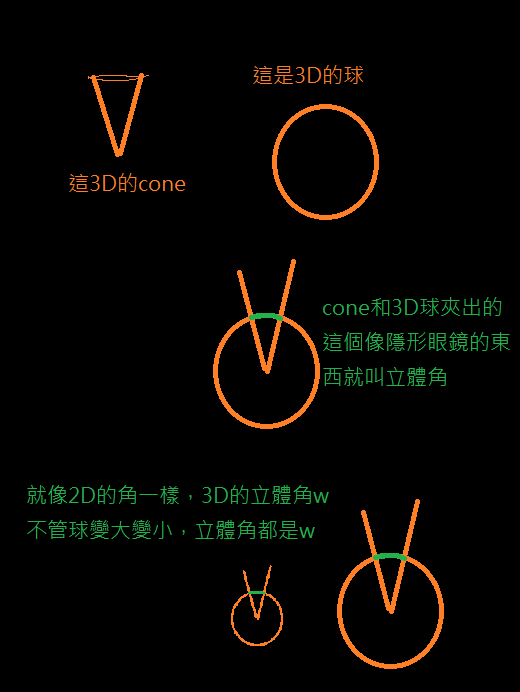 這是3D的球
這3D的cone
cone和3D球夾出的
這個像隱形眼鏡的東
西就叫立體角
就像2D的角一樣，3D的立體角w
不管球變大變小，立體角都是w